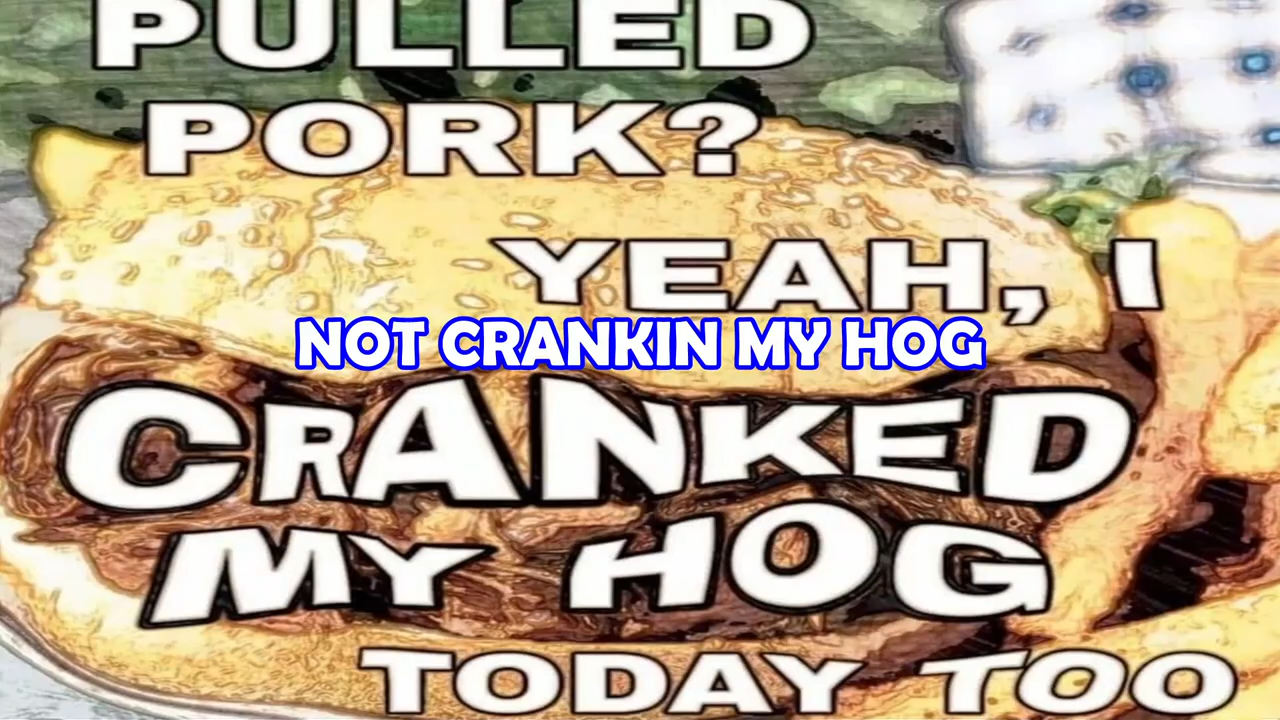 PULLED
PORK?
YEAH, I
NOT CRANKIN MY HOG
CRANKED
MY HOG
TODAY TOO